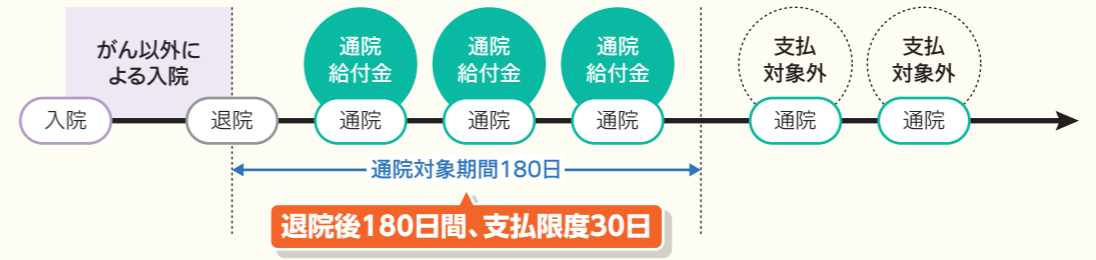 がん以外に
よる入院
通院
給付金
通院
給付金
通院
給付金
支払
対象外
支払
対象外
入院
退院
通院
通院
通院
通院
通院
通院対象期間180日
退院後180日間、支払限度30日